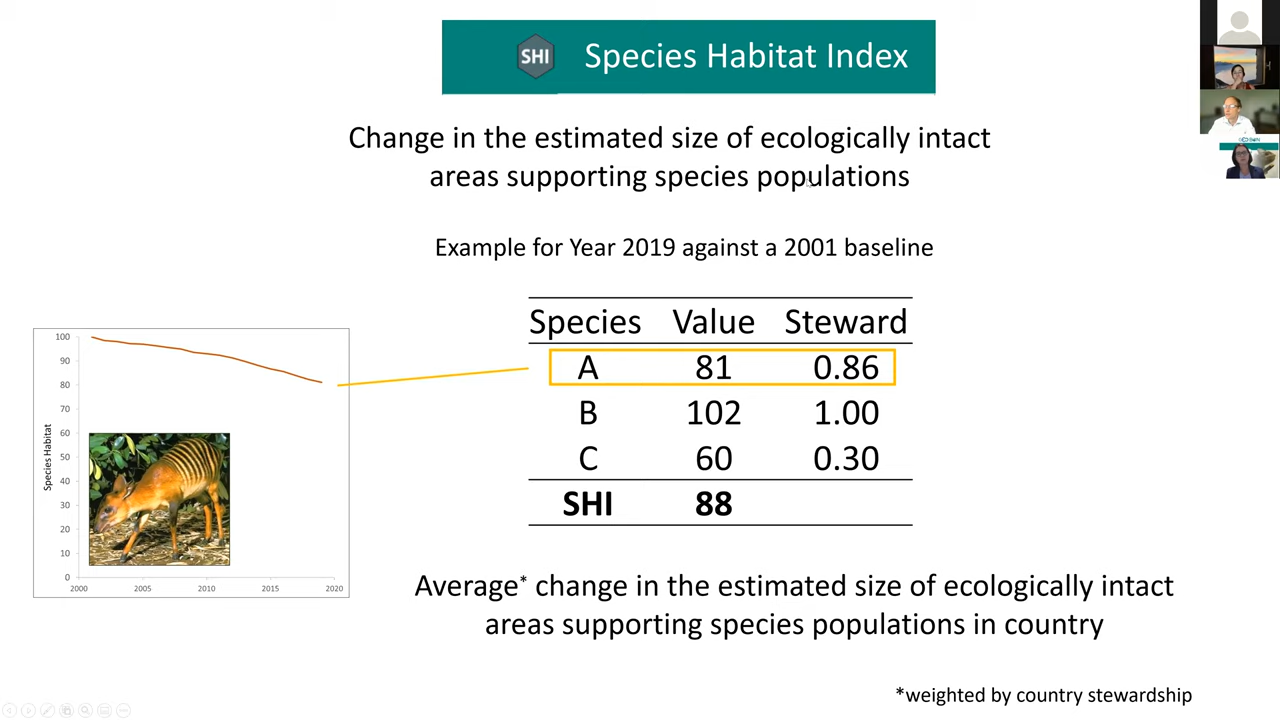 SHI Species Habitat Index
Change in the estimated size of ecologically intact
areas supporting species populations
Example for Year 2019 against a 2001 baseline
Species Value Steward
A 81 0.86
B 102 1.00
C 60 0.30
SHI 88
100
90
80
70
60
50
40
30
20
10
0
Species Habitat
2000 2005 2010 2015 2020
Average* change in the estimated size of ecologically intact
areas supporting species populations in country
*weighted by country stewardship